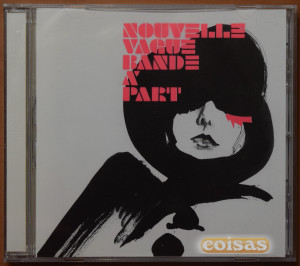 NOUVELLE
VAGUE
BANDE
À
PART
coisas